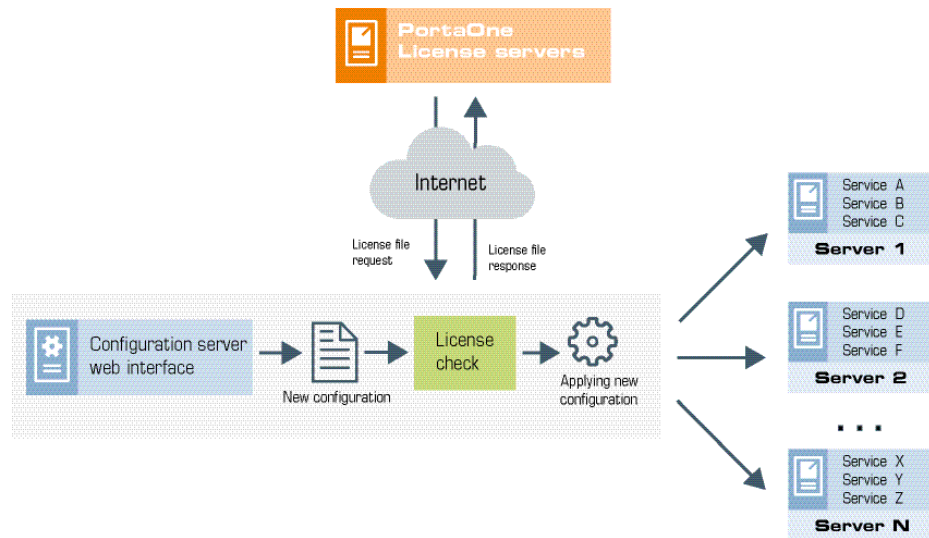 PortaOne
License servers
Internet
License file
request
License file
response
Configuration server
web interface
New configuration
License
check
Applying new
configuration
Service A
Service B
Service C
Server 1
Service D
Service E
Service F
Server 2
...
Service X
Service Y
Service Z
Server N